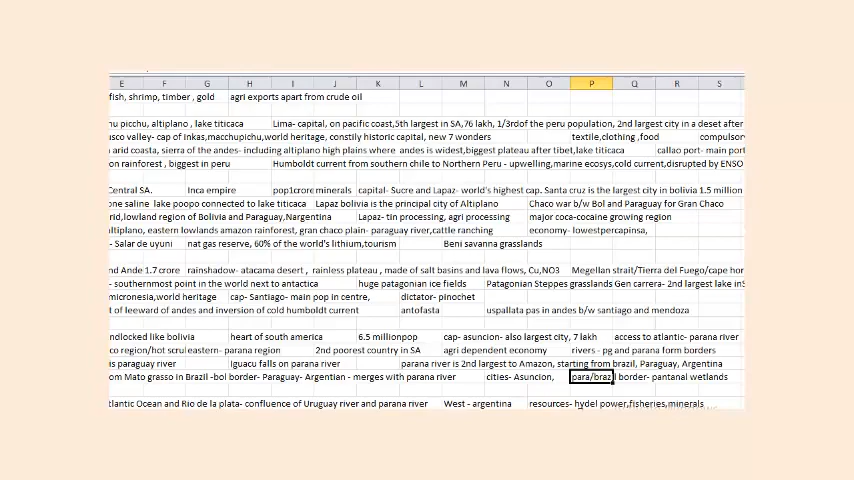 E F G H I J K L M N O P Q R S
fish, shrimp, timber , gold agri exports apart from crude oil
hu picchu, altiplano , lake titicaca Lima- capital, on pacific coast,5th largest in SA,76 lakh, 1/3rdof the peru population, 2nd largest city in a deset after
usco valley- cap of inkas,macchupichu,world heritage, constily historic capital, new 7 wonders textile,clothing ,food compulsor
arid coast, sierra of the andes- including altiplano high plains where andes is widest,biggest plateau after tibet,lake titicaca callao port- main port
on rainforest , biggest in peru Humboldt current from southern chile to Northern Peru - upwelling,marine ecosys,cold current,disrupted by ENSO
Central SA. Inca empire pop1crore minerals capital- Sucre and Lapaz- world's highest cap. Santa cruz is the largest city in bolivia 1.5 million
one saline lake poopo connected to lake titicaca Lapaz bolivia is the principal city of Altiplano Chaco war b/w Bol and Paraguay for Gran Chaco
rid,lowland region of Bolivia and Paraguay,Nargentina Lapaz- tin processing, agri processing major coca-cocaine growing region
altiplano, eastern lowlands amazon rainforest, gran chaco plain- paraguay river,cattle ranching economy- lowestpercapinsa,
- Salar de uyuni nat gas reserve, 60% of the world's lithium,tourism Beni savanna grasslands
nd Ande 1.7 crore rainshadow- atacama desert , rainless plateau , made of salt basins and lava flows, Cu,NO3 Megellan strait/Tierra del Fuego/cape hor
- southernmost point in the world next to antactica huge patagonian ice fields Patagonian Steppes grasslands Gen carrera- 2nd largest lake inS
micronesia,world heritage cap- Santiago- main pop in centre, dictator- pinochet
t of leeward of andes and inversion of cold humboldt current antofasta uspallata pas in andes b/w santiago and mendoza
andlocked like bolivia heart of south america 6.5 millionpop cap- asuncion- also largest city, 7 lakh access to atlantic- parana river
co region/hot scrul eastern- parana region 2nd poorest country in SA agri dependent economy rivers - pg and parana form borders
is paraguay river Iguacu falls on parana river parana river is 2nd largest to Amazon, starting from brazil, Paraguay, Argentina
om Mato grasso in Brazil -bol border- Paraguay- Argentian - merges with parana river cities- Asuncion, para/brazil border- pantanal wetlands
tlantic Ocean and Rio de la plata- confluence of Uruguay river and parana river West - argentina resources- hydel power,fisheries,minerals